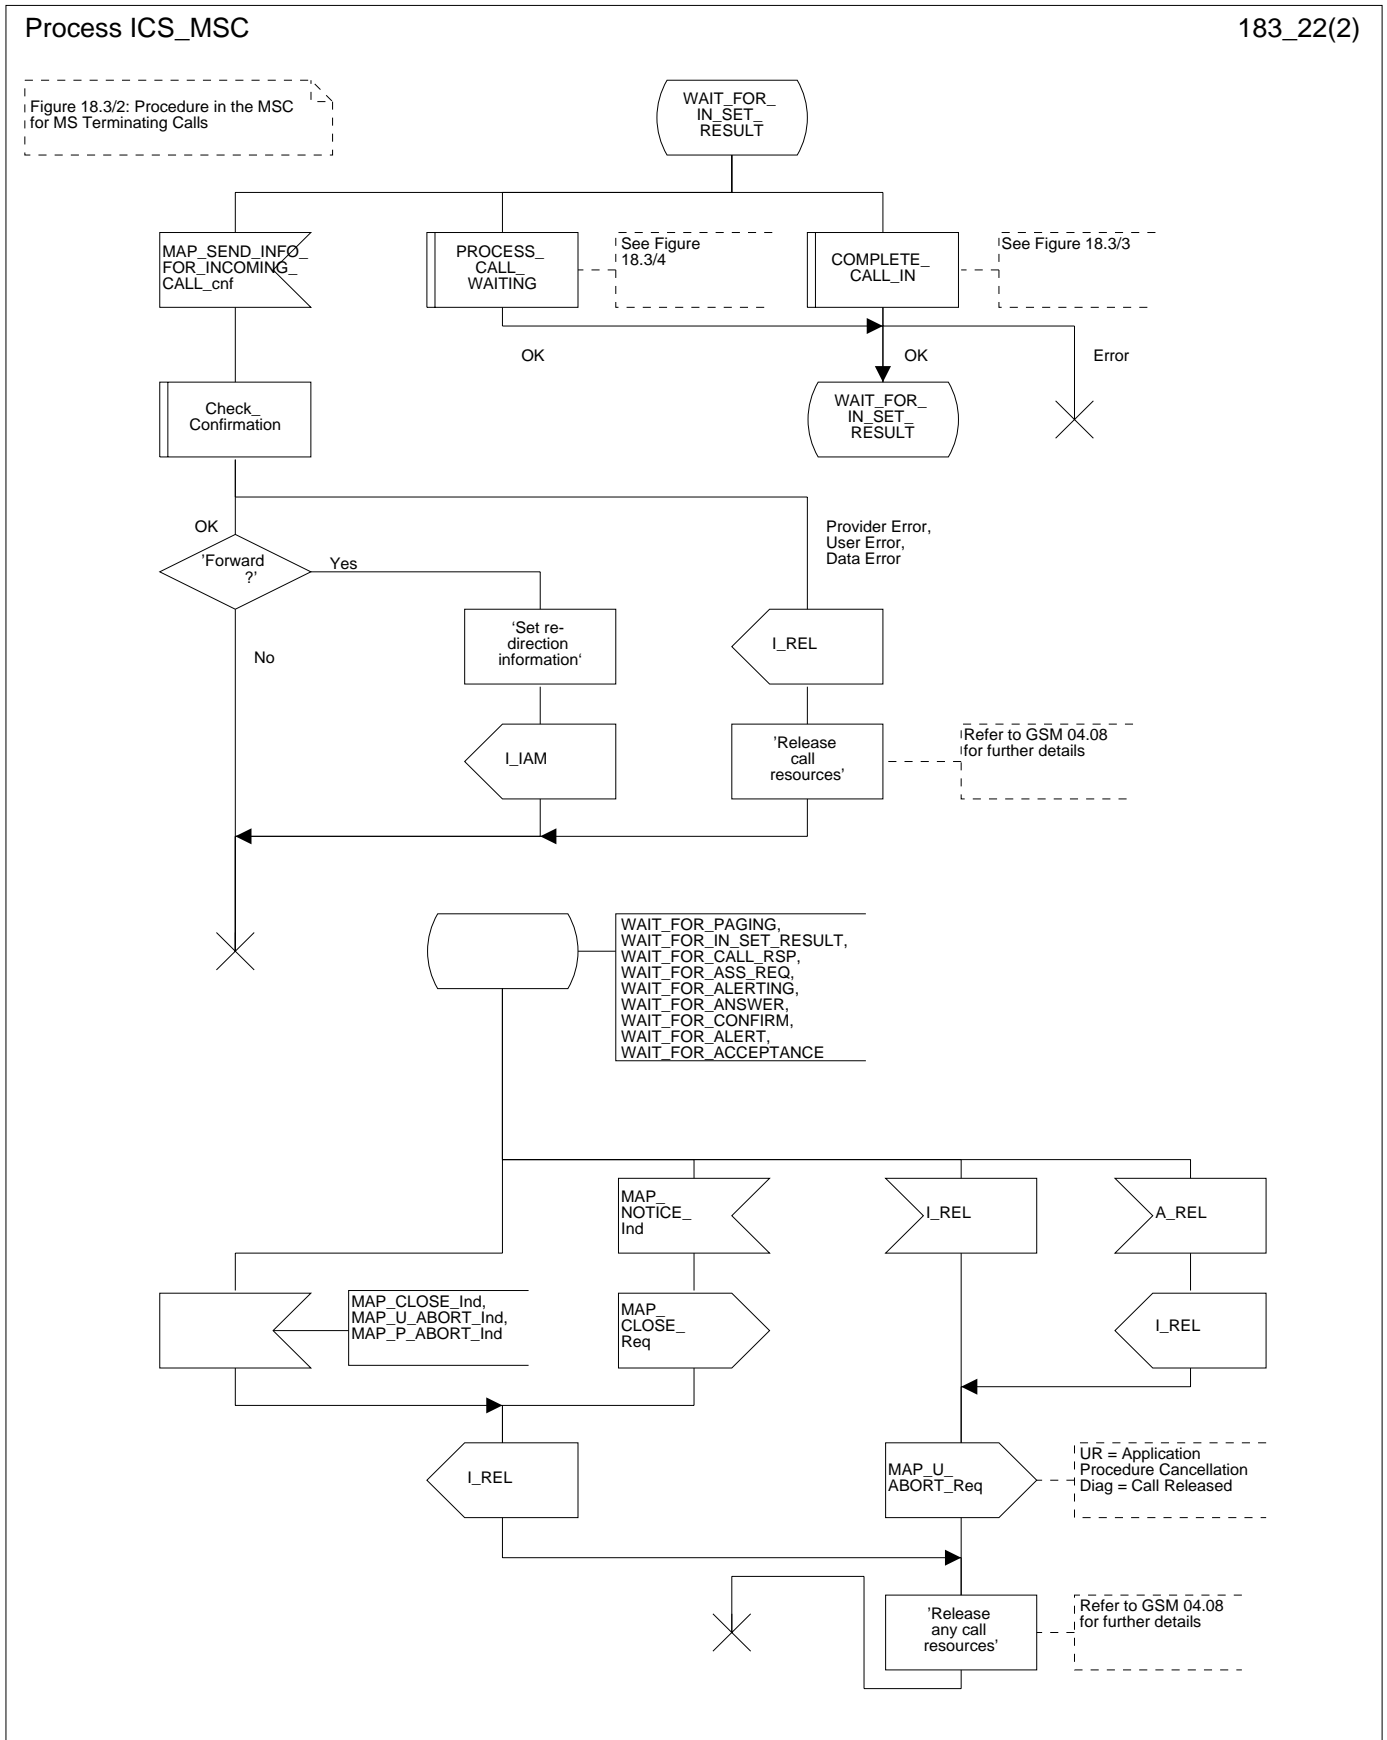 Process ICS_MSC
183_22(2)
Figure 18.3/2: Procedure in the MSC
for MS Terminating Calls
WAIT_FOR_
IN_SET_
RESULT
MAP_SEND_INFO_
FOR_INCOMING_
CALL_cnf
PROCESS_
CALL_
WAITING
See Figure
18.3/4
COMPLETE_
CALL_IN
See Figure 18.3/3
OK
OK
Error
Check_
Confirmation
WAIT_FOR_
IN_SET_
RESULT
OK
Provider Error,
User Error,
Data Error
'Forward
?'
Yes
No
‘Set re-
direction
information‘
I_REL
I_IAM
'Release
call
resources'
Refer to GSM 04.08
for further details
WAIT_FOR_PAGING,
WAIT_FOR_IN_SET_RESULT,
WAIT_FOR_CALL_RSP,
WAIT_FOR_ASS_REQ,
WAIT_FOR_ALERTING,
WAIT_FOR_ANSWER,
WAIT_FOR_CONFIRM,
WAIT_FOR_ALERT,
WAIT_FOR_ACCEPTANCE
MAP_
NOTICE_
Ind
I_REL
A_REL
MAP_CLOSE_Ind,
MAP_U_ABORT_Ind,
MAP_P_ABORT_Ind
MAP_
CLOSE_
Req
I_REL
I_REL
MAP_U_
ABORT_Req
UR = Application
Procedure Cancellation
Diag = Call Released
'Release
any call
resources'
Refer to GSM 04.08
for further details